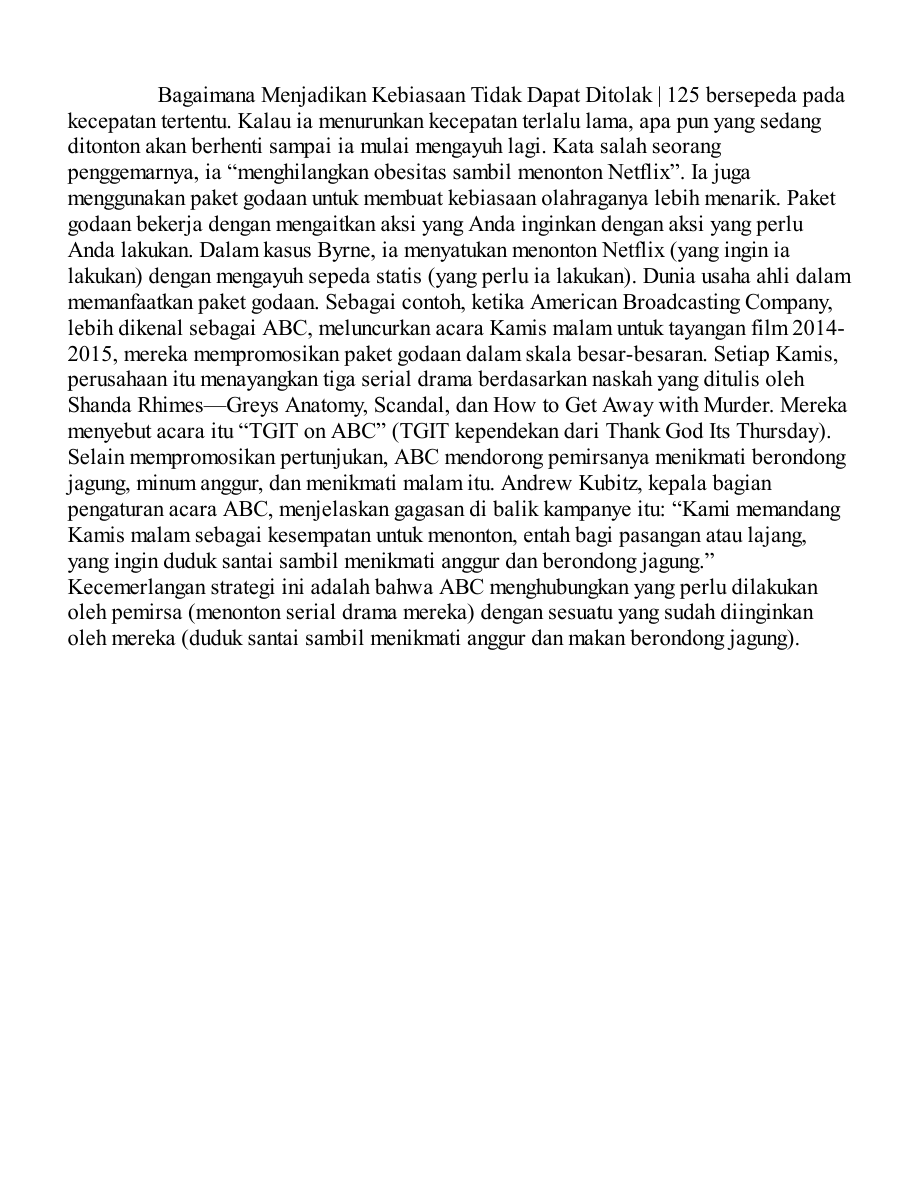 Bagaimana Menjadikan Kebiasaan Tidak Dapat Ditolak | 125 bersepeda pada
kecepatan tertentu. Kalau ia menurunkan kecepatan terlalu lama, apa pun yang sedang
ditonton akan berhenti sampai ia mulai mengayuh lagi. Kata salah seorang
penggemarnya, ia “menghilangkan obesitas sambil menonton Netflix”. Ia juga
menggunakan paket godaan untuk membuat kebiasaan olahraganya lebih menarik. Paket
godaan bekerja dengan mengaitkan aksi yang Anda inginkan dengan aksi yang perlu
Anda lakukan. Dalam kasus Byrne, ia menyatukan menonton Netflix (yang ingin ia
lakukan) dengan mengayuh sepeda statis (yang perlu ia lakukan). Dunia usaha ahli dalam
memanfaatkan paket godaan. Sebagai contoh, ketika American Broadcasting Company,
lebih dikenal sebagai ABC, meluncurkan acara Kamis malam untuk tayangan film 2014-
2015, mereka mempromosikan paket godaan dalam skala besar-besaran. Setiap Kamis,
perusahaan itu menayangkan tiga serial drama berdasarkan naskah yang ditulis oleh
Shanda Rhimes—Greys Anatomy, Scandal, dan How to Get Away with Murder. Mereka
menyebut acara itu “TGIT on ABC” (TGIT kependekan dari Thank God Its Thursday).
Selain mempromosikan pertunjukan, ABC mendorong pemirsanya menikmati berondong
jagung, minum anggur, dan menikmati malam itu. Andrew Kubitz, kepala bagian
pengaturan acara ABC, menjelaskan gagasan di balik kampanye itu: “Kami memandang
Kamis malam sebagai kesempatan untuk menonton, entah bagi pasangan atau lajang,
yang ingin duduk santai sambil menikmati anggur dan berondong jagung.”
Kecemerlangan strategi ini adalah bahwa ABC menghubungkan yang perlu dilakukan
oleh pemirsa (menonton serial drama mereka) dengan sesuatu yang sudah diinginkan
oleh mereka (duduk santai sambil menikmati anggur dan makan berondong jagung).